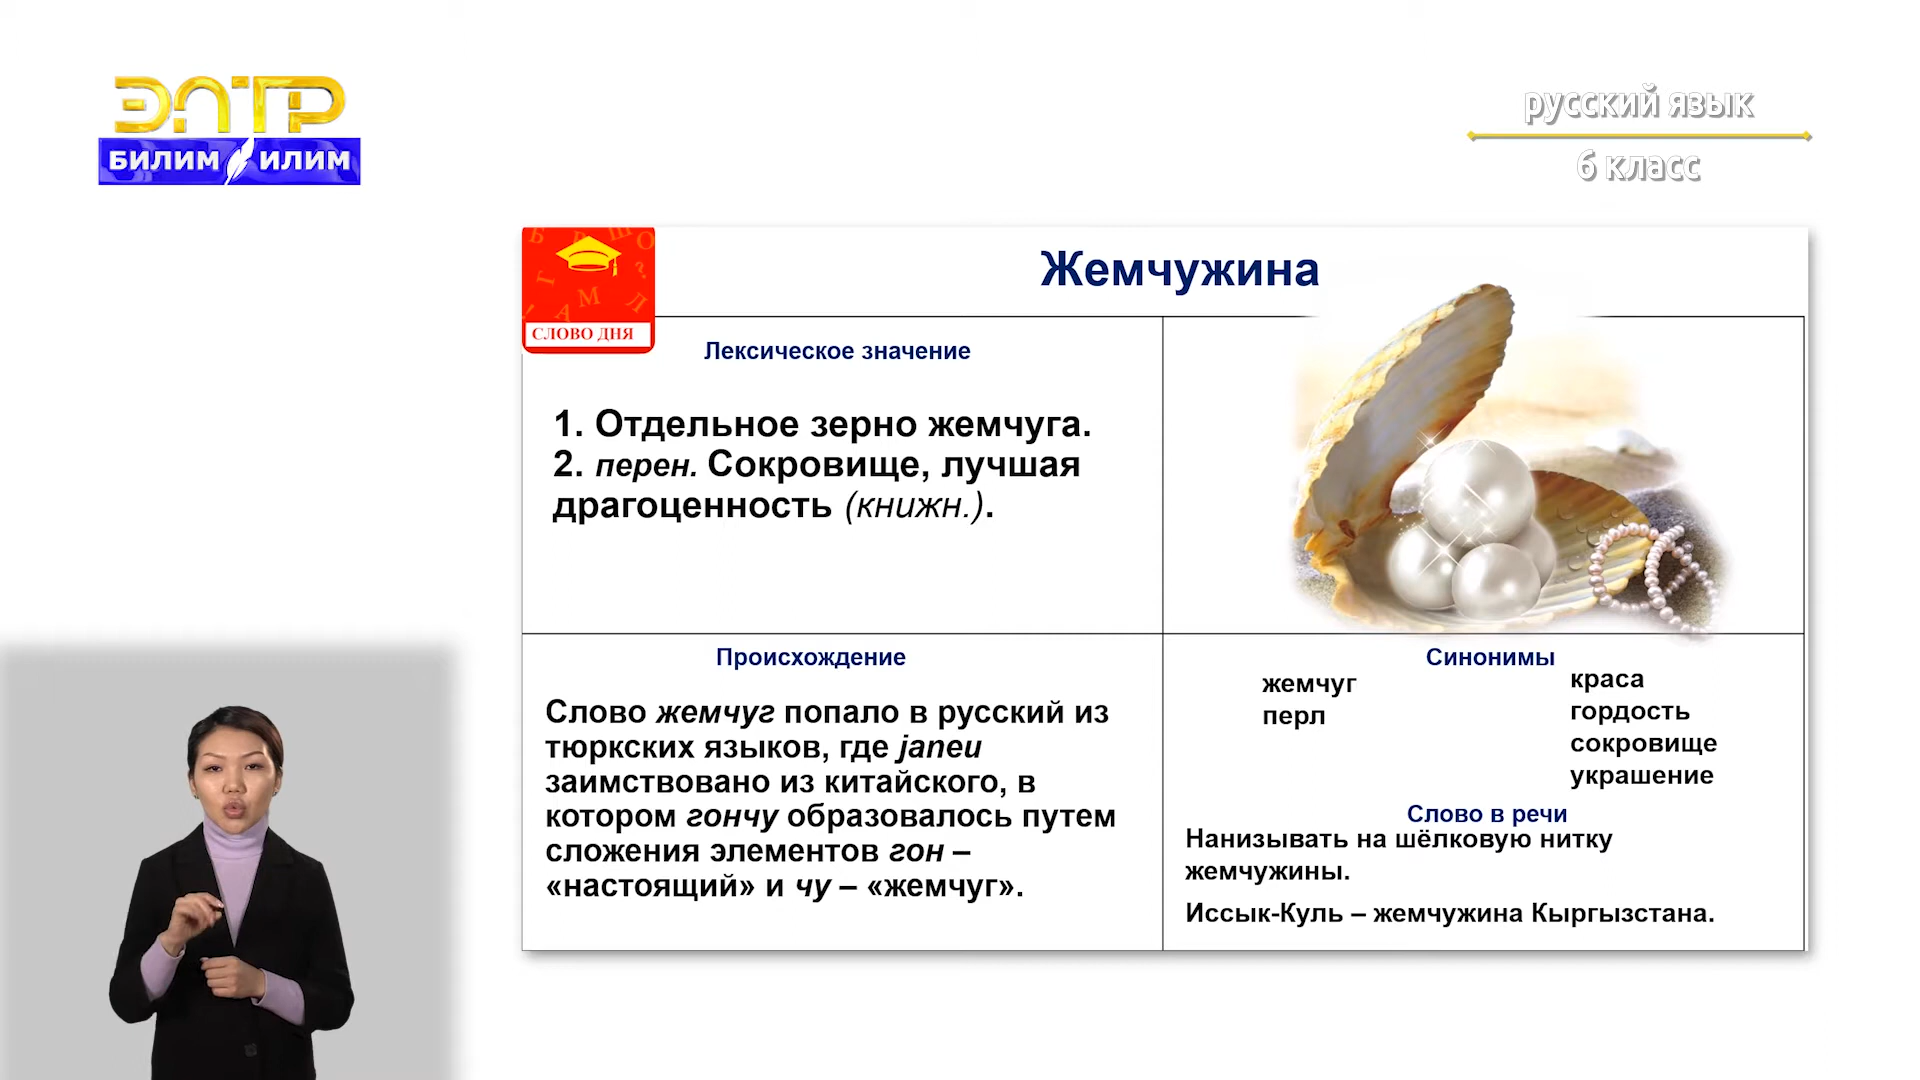 ЭЛТР
БИЛИМ ИЛИМ
русский язык
6 класс
СЛОВО ДНЯ
Жемчужина
Лексическое значение
1. Отдельное зерно жемчуга.
2. перен. Сокровище, лучшая
драгоценность (книжн.).
Происхождение
Слово жемчуг попало в русский из
тюркских языков, где janeu
заимствовано из китайского, в
котором гончу образовалось путем
сложения элементов гон –
«настоящий» и чу – «жемчуг».
Синонимы
жемчуг
перл
краса
гордость
сокровище
украшение
Слово в речи
Нанизывать на шёлковую нитку
жемчужины.
Иссык-Куль – жемчужина Кыргызстана.